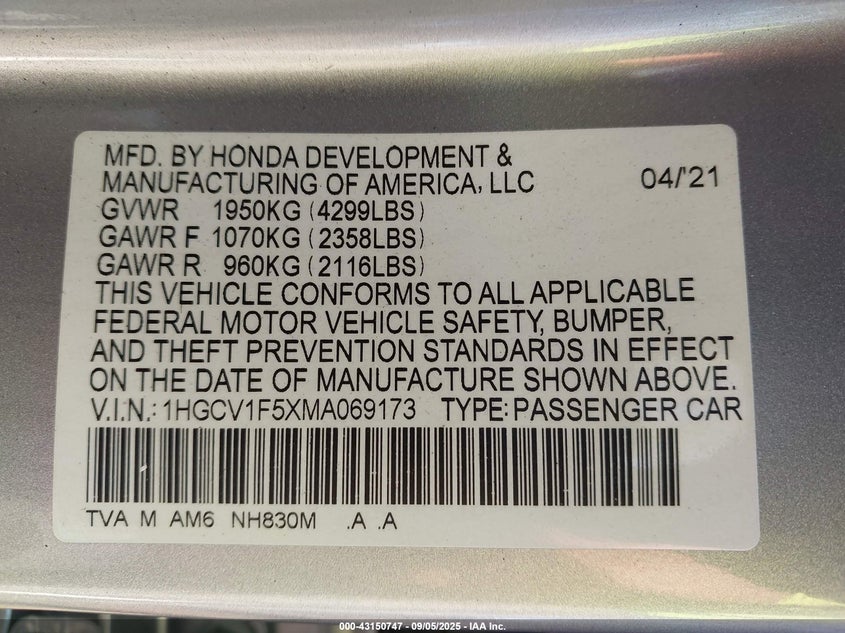 MFD. BY HONDA DEVELOPMENT &
MANUFACTURING OF AMERICA, LLC 04/'21
GVWR 1950KG (4299LBS)
GAWR F 1070KG (2358LBS)
GAWR R 960KG (2116LBS)
THIS VEHICLE CONFORMS TO ALL APPLICABLE
FEDERAL MOTOR VEHICLE SAFETY, BUMPER,
AND THEFT PREVENTION STANDARDS IN EFFECT
ON THE DATE OF MANUFACTURE SHOWN ABOVE.
V.I.N.: 1HGCV1F5XMA069173 TYPE: PASSENGER CAR
TVA M AM6 NH830M .A .A
000-43150747 - 09/05/2025 - IAA Inc.